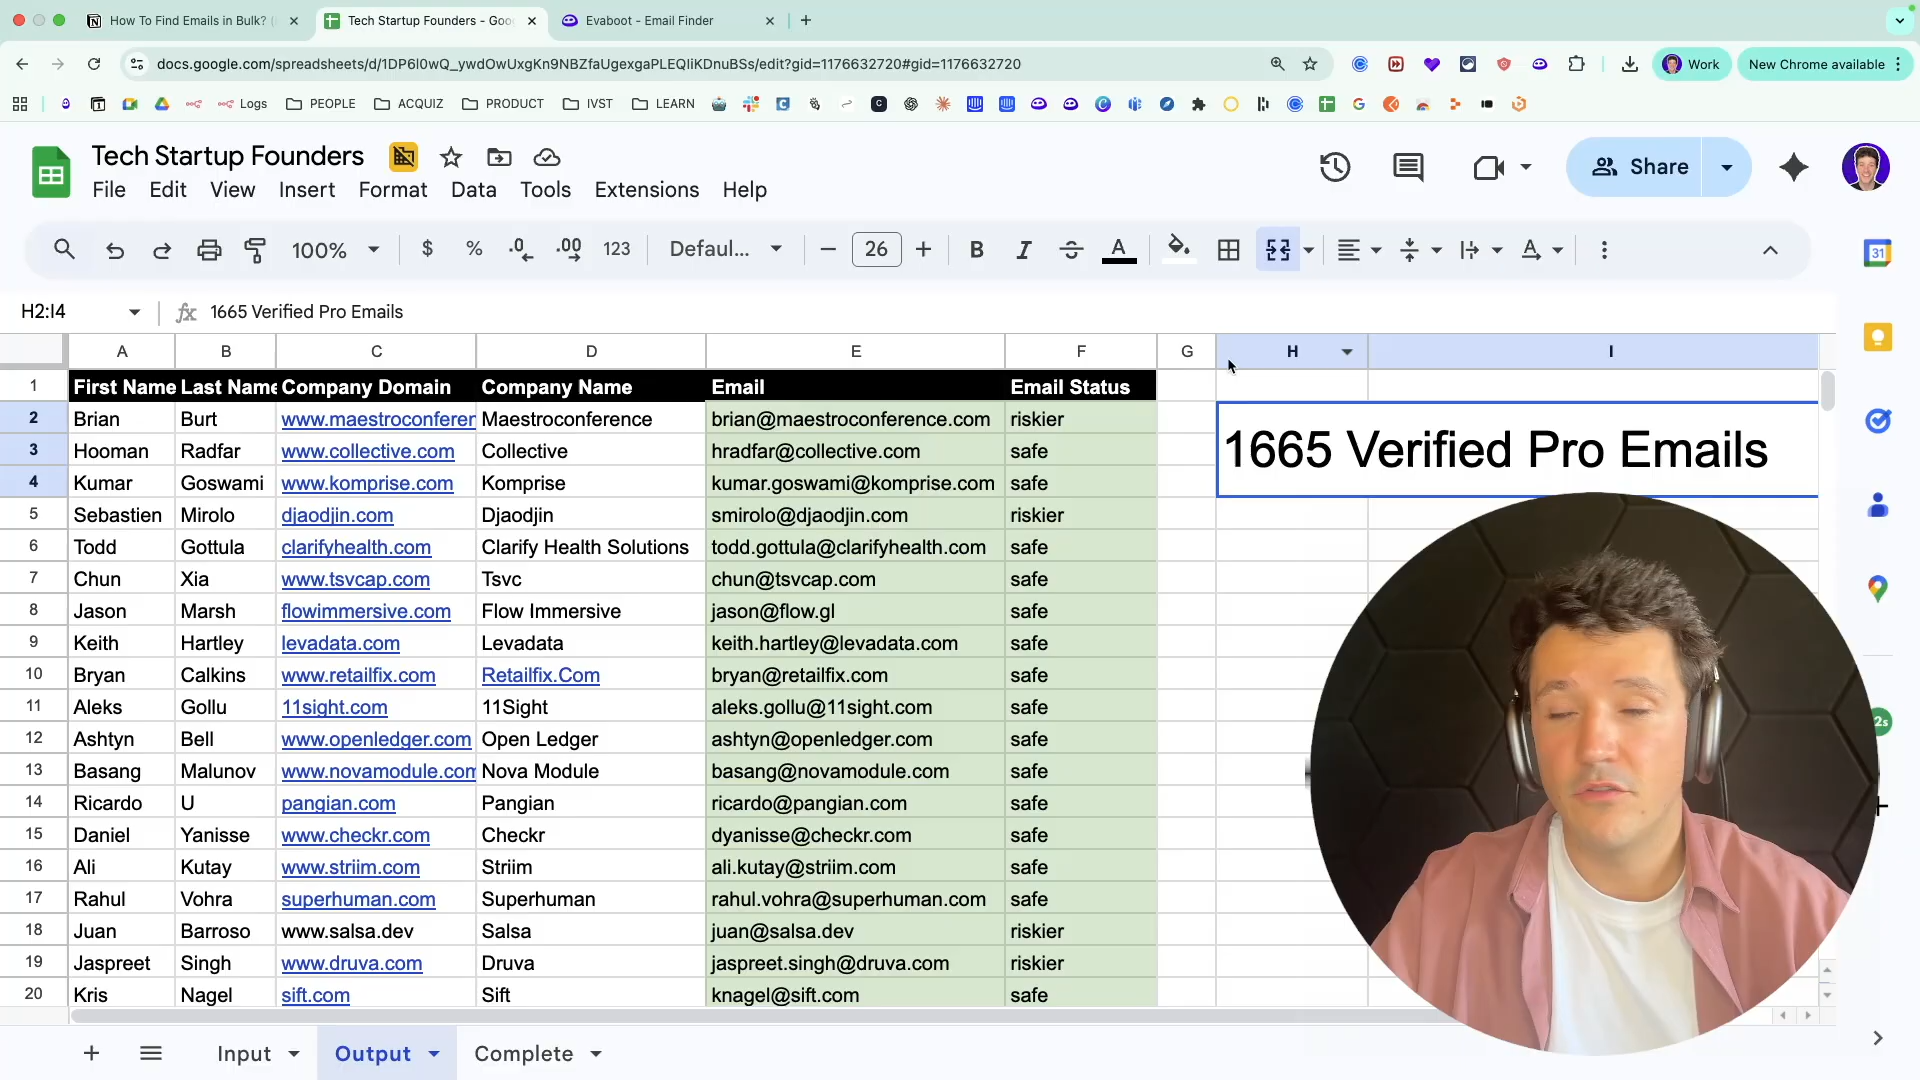 How To Find Emails in Bulk? (
Tech Startup Founders - Goo
Evaboot - Email Finder
docs.google.com/spreadsheets/d/1DP6l0wQ_ywdOwUxgKn9NBZfaUgexgaPLEQIiKDnuBSs/edit?gid=1176632720#gid=1176632720
Work
New Chrome available
Logs
PEOPLE
ACQUIZ
PRODUCT
IVST
LEARN
Tech Startup Founders
File Edit View Insert Format Data Tools Extensions Help
Share
100%
$ % .0 .00 123
Defaul...
26
B I A
31
H2:I4
fx 1665 Verified Pro Emails
A B C D E F G H I
1 First Name Last Name Company Domain Company Name Email Email Status
2 Brian Burt www.maestroconferen Maestroconference brian@maestroconference.com riskier
3 Hooman Radfar www.collective.com Collective hradfar@collective.com safe
1665 Verified Pro Emails
4 Kumar Goswami www.komprise.com Komprise kumar.goswami@komprise.com safe
5 Sebastien Mirolo djaodjin.com Djaodjin smirolo@djaodjin.com riskier
6 Todd Gottula clarifyhealth.com Clarify Health Solutions todd.gottula@clarifyhealth.com safe
7 Chun Xia www.tsvcap.com Tsvc chun@tsvcap.com safe
8 Jason Marsh flowimmersive.com Flow Immersive jason@flow.gl safe
9 Keith Hartley levadata.com Levadata keith.hartley@levadata.com safe
10 Bryan Calkins www.retailfix.com Retailfix.Com bryan@retailfix.com safe
11 Aleks Gollu 11sight.com 11Sight aleks.gollu@11sight.com safe
12 Ashtyn Bell www.openledger.com Open Ledger ashtyn@openledger.com safe
13 Basang Malunov www.novamodule.com Nova Module basang@novamodule.com safe
14 Ricardo U pangian.com Pangian ricardo@pangian.com safe
15 Daniel Yanisse www.checkr.com Checkr dyanisse@checkr.com safe
16 Ali Kutay www.striim.com Striim ali.kutay@striim.com safe
17 Rahul Vohra superhuman.com Superhuman rahul.vohra@superhuman.com safe
18 Juan Barroso www.salsa.dev Salsa juan@salsa.dev riskier
19 Jaspreet Singh www.druva.com Druva jaspreet.singh@druva.com riskier
20 Kris Nagel sift.com Sift knagel@sift.com safe
Input
Output
Complete